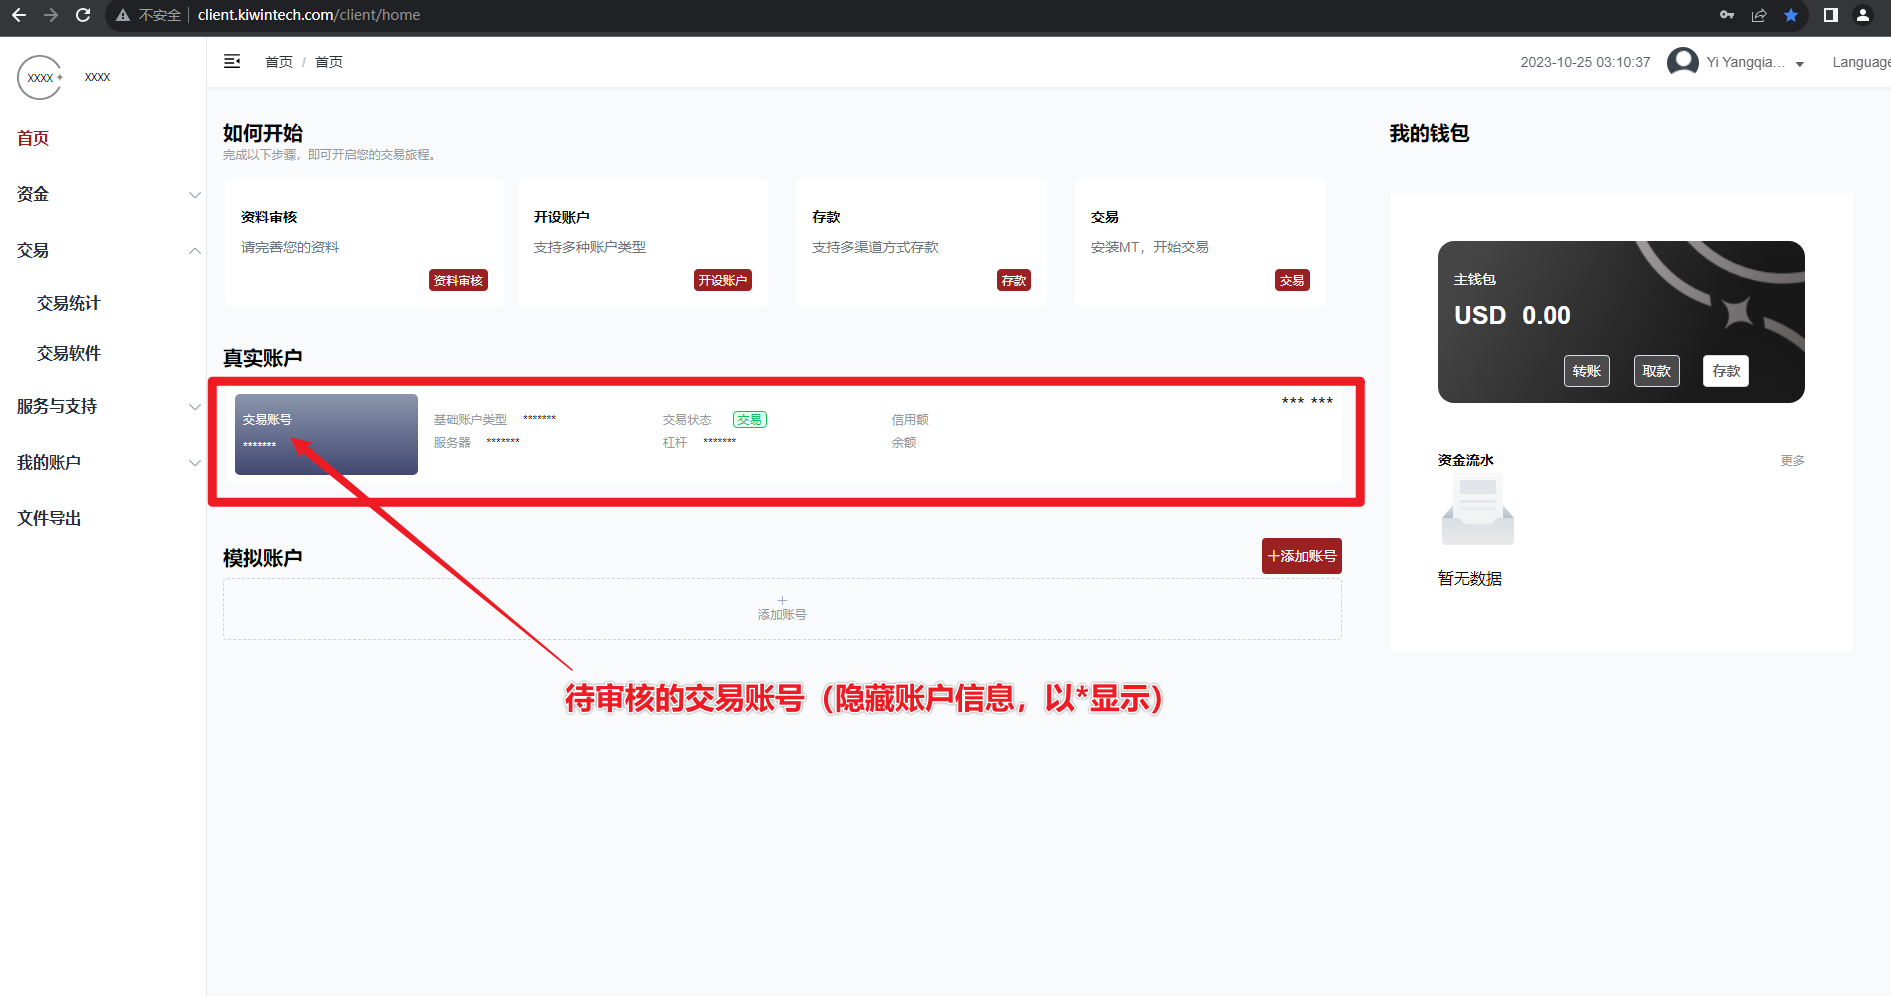 不安全 client.kiwintech.com/client/home
XXXX XXXX
首页
资金
交易
交易统计
交易软件
服务与支持
我的账户
文件导出
首页 / 首页
2023-10-25 03:10:37 Yi Yangqia... Language
如何开始
完成以下步骤，即可开启您的交易旅程。
资料审核
请完善您的资料
资料审核
开设账户
支持多种账户类型
开设账户
存款
支持多渠道方式存款
存款
交易
安装MT，开始交易
交易
真实账户
*** ***
交易账号
*******
基础账户类型 *******
服务器 *******
交易状态 交易
杠杆 *******
信用额
余额
模拟账户
+添加账号
+
添加账号
待审核的交易账号（隐藏账户信息，以*显示）
我的钱包
主钱包
USD 0.00
转账 取款 存款
资金流水 更多
暂无数据